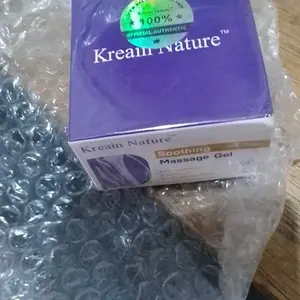 100%
OFFICIAL AUTHENTIC
Kream Nature™
Kream Nature™
Soothing
Massage Gel